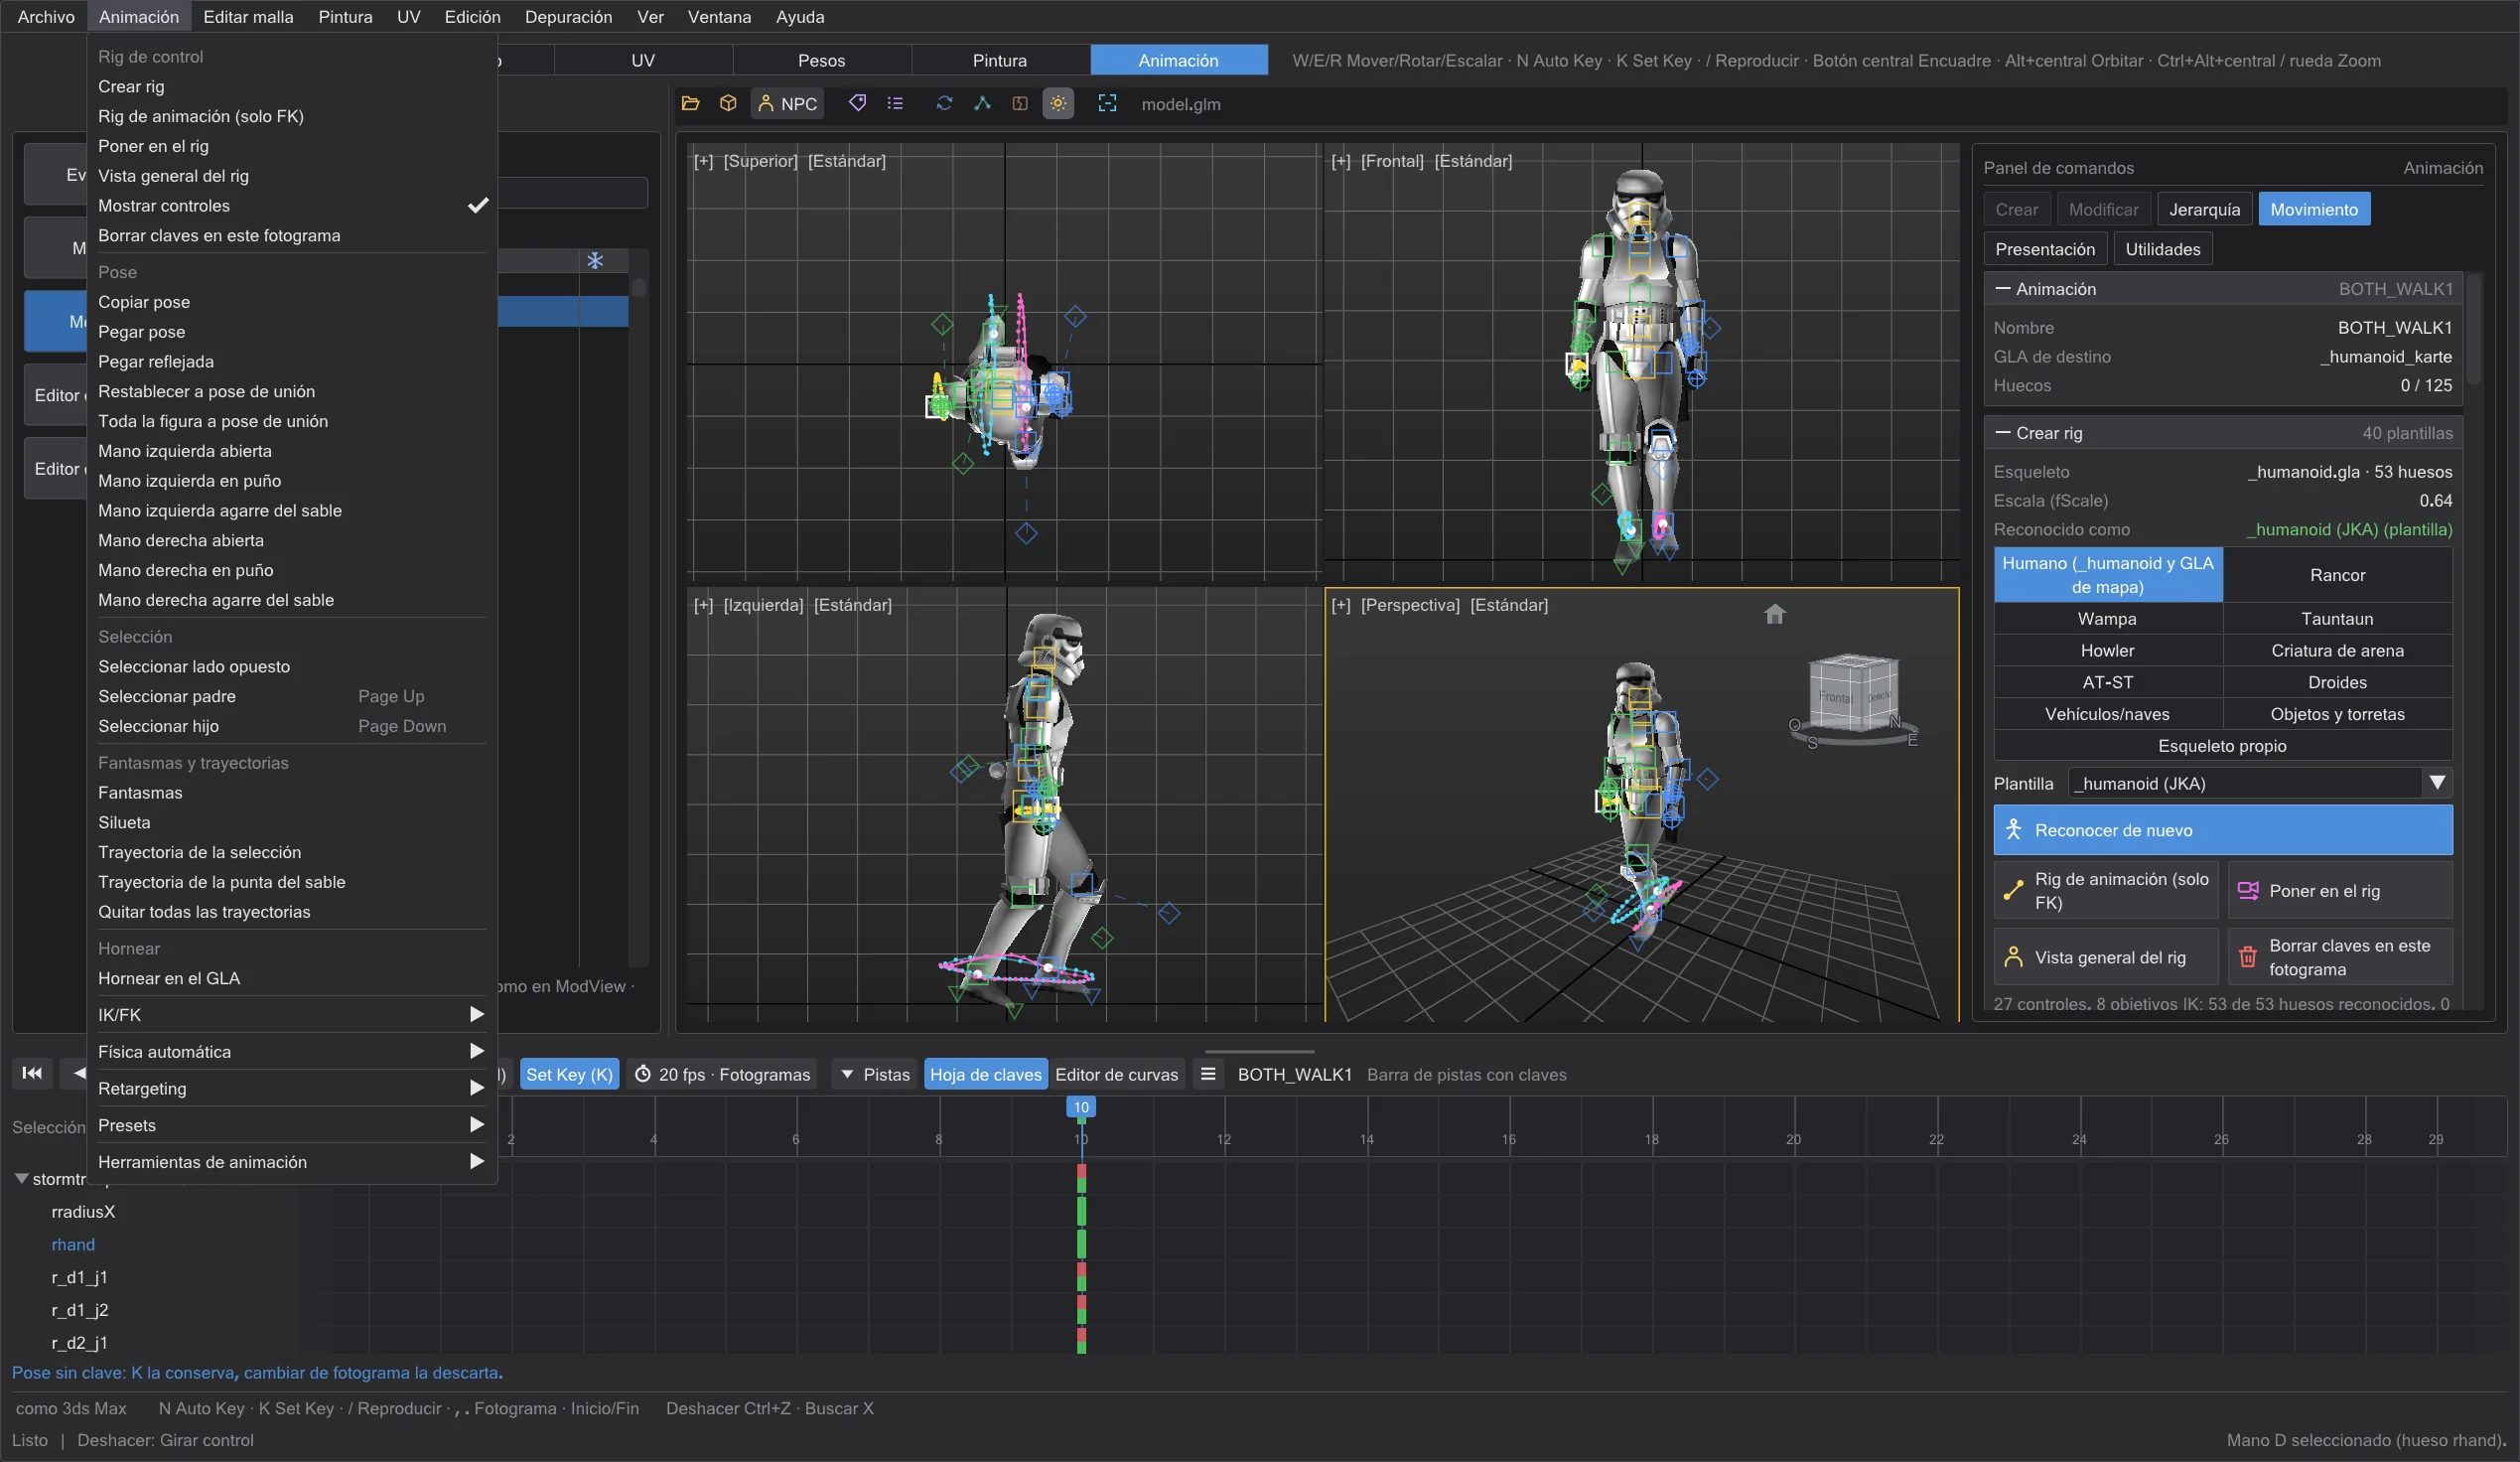 Archivo Animación Editar malla Pintura UV Edición Depuración Ver Ventana Ayuda
UV Pesos Pintura Animación W/E/R Mover/Rotar/Escalar · N Auto Key · K Set Key · / Reproducir · Botón central Encuadre · Alt+central Orbitar · Ctrl+Alt+central / rueda Zoom
NPC model.glm
Rig de control
Crear rig
Rig de animación (solo FK)
Poner en el rig
Vista general del rig
Mostrar controles
Borrar claves en este fotograma
Pose
Copiar pose
Pegar pose
Pegar reflejada
Restablecer a pose de unión
Toda la figura a pose de unión
Mano izquierda abierta
Mano izquierda en puño
Mano izquierda agarre del sable
Mano derecha abierta
Mano derecha en puño
Mano derecha agarre del sable
Selección
Seleccionar lado opuesto
Seleccionar padre Page Up
Seleccionar hijo Page Down
Fantasmas y trayectorias
Fantasmas
Silueta
Trayectoria de la selección
Trayectoria de la punta del sable
Quitar todas las trayectorias
Hornear
Hornear en el GLA
IK/FK
Física automática
Retargeting
Presets
Herramientas de animación
Ev
M
Editor
Editor
omo en ModView ·
[+] [Superior] [Estándar]
[+] [Frontal] [Estándar]
[+] [Izquierda] [Estándar]
[+] [Perspectiva] [Estándar]
Frontal
O S N E
Panel de comandos Animación
Crear Modificar Jerarquía Movimiento
Presentación Utilidades
Animación BOTH_WALK1
Nombre BOTH_WALK1
GLA de destino _humanoid_karte
Huecos 0 / 125
Crear rig 40 plantillas
Esqueleto _humanoid.gla · 53 huesos
Escala (fScale) 0.64
Reconocido como _humanoid (JKA) (plantilla)
Humano (_humanoid y GLA de mapa) Rancor
Wampa Tauntaun
Howler Criatura de arena
AT-ST Droides
Vehículos/naves Objetos y torretas
Esqueleto propio
Plantilla _humanoid (JKA)
Reconocer de nuevo
Rig de animación (solo FK) Poner en el rig
Vista general del rig Borrar claves en este fotograma
27 controles, 8 objetivos IK: 53 de 53 huesos reconocidos, 0
Set Key (K) 20 fps · Fotogramas Pistas Hoja de claves Editor de curvas BOTH_WALK1 Barra de pistas con claves
10
Selección 2 4 6 8 10 12 14 16 18 20 22 24 26 28 29
stormtr
rradiusX
rhand
r_d1_j1
r_d1_j2
r_d2_j1
Pose sin clave: K la conserva, cambiar de fotograma la descarta.
como 3ds Max N Auto Key · K Set Key · / Reproducir · , . Fotograma · Inicio/Fin Deshacer Ctrl+Z · Buscar X
Listo | Deshacer: Girar control Mano D seleccionado (hueso rhand).